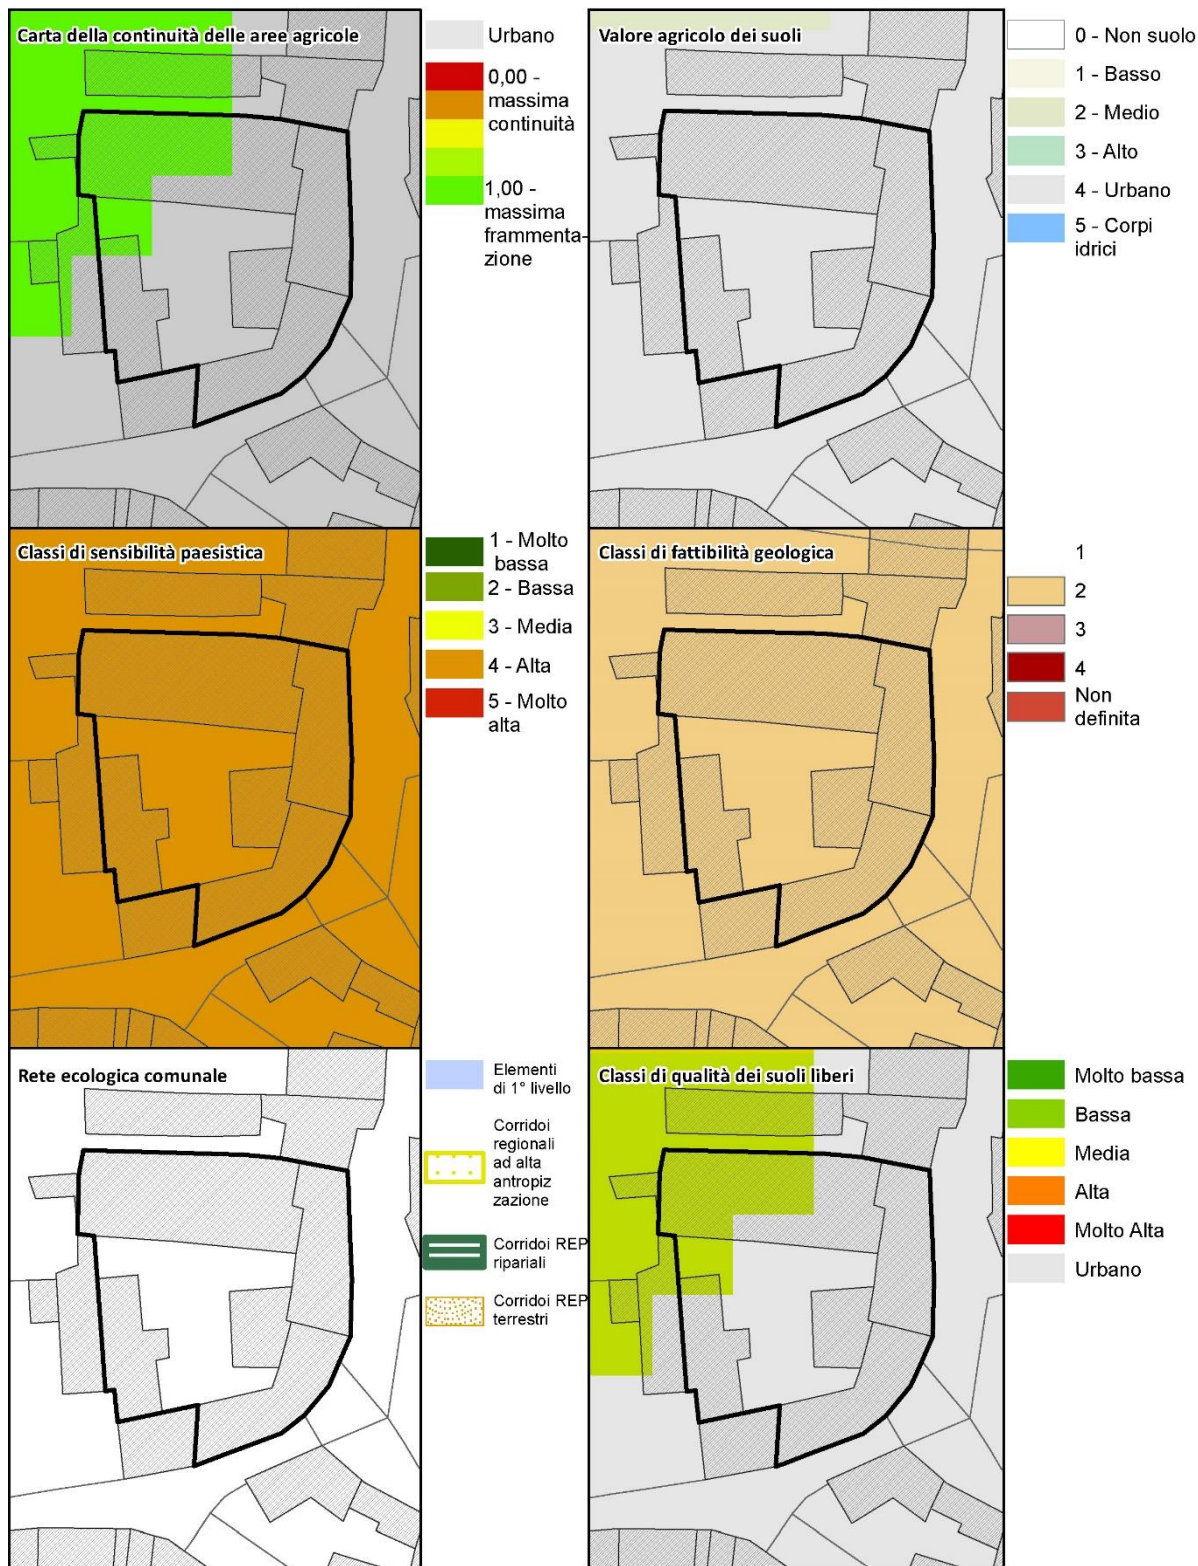 Carta della continuità delle aree agricole
Urbano
0,00 -
massima
continuità
1,00 -
massima
frammenta-
zione
Valore agricolo dei suoli
0 - Non suolo
1 - Basso
2 - Medio
3 - Alto
4 - Urbano
5 - Corpi
idrici
Classi di sensibilità paesistica
1 - Molto
bassa
2 - Bassa
3 - Media
4 - Alta
5 - Molto
alta
Classi di fattibilità geologica
1
2
3
4
Non
definita
Rete ecologica comunale
Elementi
di 1° livello
Corridoi
regionali
ad alta
antropiz
zazione
Corridoi REP
ripariali
Corridoi REP
terrestri
Classi di qualità dei suoli liberi
Molto bassa
Bassa
Media
Alta
Molto Alta
Urbano